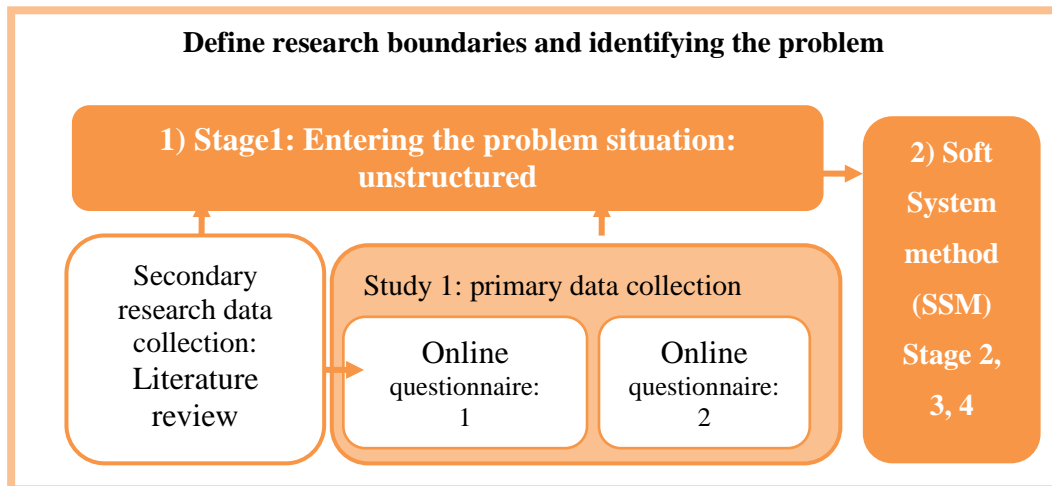 Define research boundaries and identifying the problem
1) Stage1: Entering the problem situation:
unstructured
2) Soft
System
method
(SSM)
Stage 2,
3, 4
Secondary
research data
collection:
Literature
review
Study 1: primary data collection
Online
questionnaire:
1
Online
questionnaire:
2